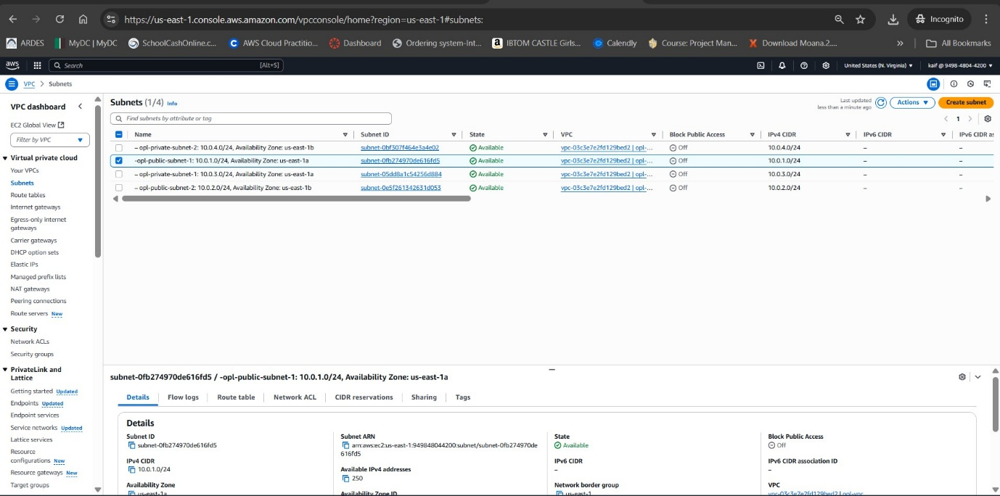 https://us-east-1.console.aws.amazon.com/vpcconsole/home?region=us-east-1#subnets:
Incognito
ARDES
MyDC | MyDC
SchoolCashOnline.c...
AWS Cloud Practitio...
Dashboard
Ordering system-Int...
IBTOM CASTLE Girls...
Calendly
Course: Project Man...
Download Moana.2....
»
All Bookmarks
aws
Search
[Alt+S]
United States (N. Virginia)
kaif @ 9498-4804-4200
VPC > Subnets
VPC dashboard
EC2 Global View
Filter by VPC
Virtual private cloud
Your VPCs
Subnets
Route tables
Internet gateways
Egress-only internet
gateways
Carrier gateways
DHCP option sets
Elastic IPs
Managed prefix lists
NAT gateways
Peering connections
Route servers New
Security
Network ACLs
Security groups
PrivateLink and
Lattice
Getting started Updated
Endpoints Updated
Endpoint services
Service networks Updated
Lattice services
Resource
configurations New
Resource gateways New
Target groups
Subnets (1/4) Info
Last updated
less than a minute ago
Actions
Create subnet
Find subnets by attribute or tag
1
Name Subnet ID State VPC Block Public Access IPv4 CIDR IPv6 CIDR IPv6 CIDR as
– opl-private-subnet-2: 10.0.4.0/24, Availability Zone: us-east-1b subnet-0bf307f464e3a4e02 Available vpc-03c3e7e2fd129bed2 | opl-... Off 10.0.4.0/24 – –
-opl-public-subnet-1: 10.0.1.0/24, Availability Zone: us-east-1a subnet-0fb274970de616fd5 Available vpc-03c3e7e2fd129bed2 | opl-... Off 10.0.1.0/24 – –
– opl-private-subnet-1: 10.0.3.0/24, Availability Zone: us-east-1a subnet-05dd8a1c54256d884 Available vpc-03c3e7e2fd129bed2 | opl-... Off 10.0.3.0/24 – –
– opl-public-subnet-2: 10.0.2.0/24, Availability Zone: us-east-1b subnet-0e5f261342631d053 Available vpc-03c3e7e2fd129bed2 | opl-... Off 10.0.2.0/24 – –
subnet-0fb274970de616fd5 / -opl-public-subnet-1: 10.0.1.0/24, Availability Zone: us-east-1a
Details Flow logs Route table Network ACL CIDR reservations Sharing Tags
Details
Subnet ID
subnet-0fb274970de616fd5
IPv4 CIDR
10.0.1.0/24
Availability Zone
us-east-1a
Subnet ARN
arn:aws:ec2:us-east-1:949848044200:subnet/subnet-0fb274970de
616fd5
Available IPv4 addresses
250
Availability Zone ID
State
Available
IPv6 CIDR
–
Network border group
us-east-1
Block Public Access
Off
IPv6 CIDR association ID
–
VPC
vpc-03c3e7e2fd129bed2 | opl-vpc